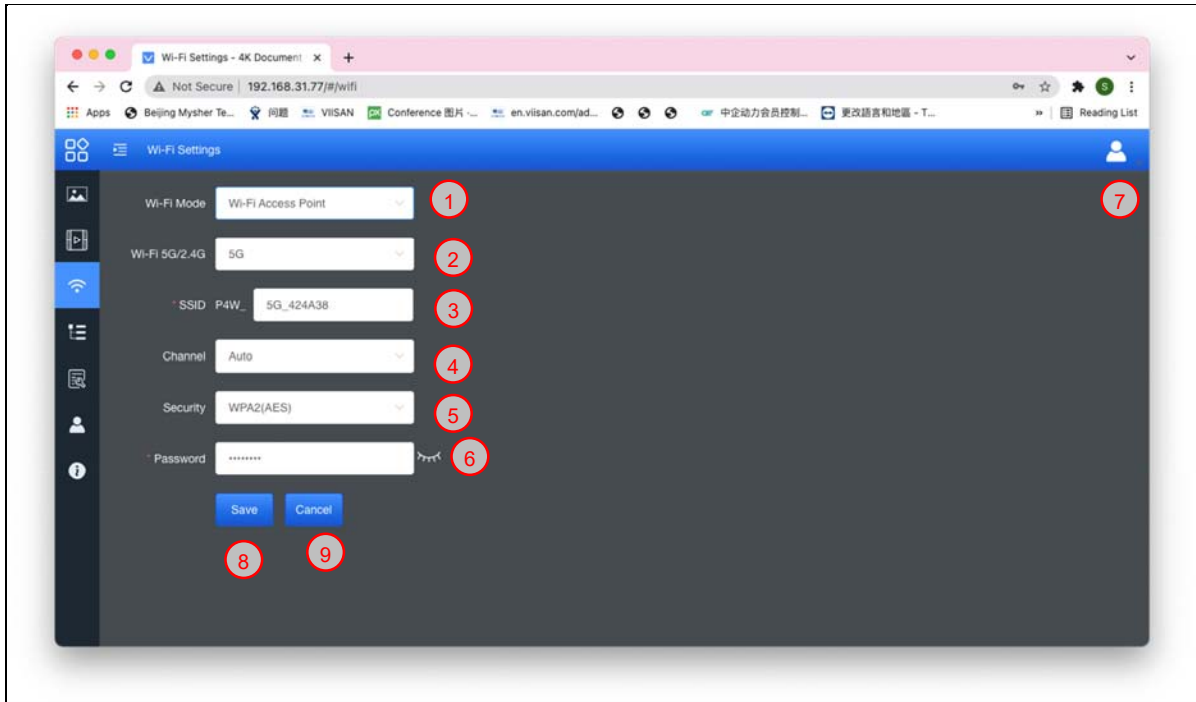 Wi-Fi Settings - 4K Document
Not Secure 192.168.31.77/#/wifi
S
Apps Beijing Mysher Te... 问题 VIISAN Conference 图片 -... en.viisan.com/ad... 中企动力会员控制... 更改語言和地區 - T... » Reading List
Wi-Fi Settings
Wi-Fi Mode Wi-Fi Access Point 1
7
Wi-Fi 5G/2.4G 5G 2
* SSID P4W_ 5G_424A38 3
Channel Auto 4
Security WPA2(AES) 5
* Password ******** 6
Save Cancel
8 9